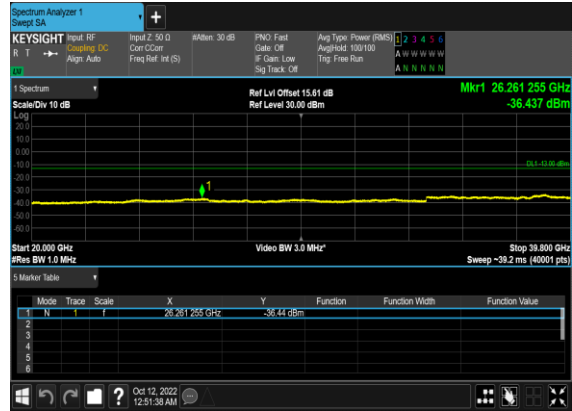 Spectrum Analyzer 1
Swept SA
+
KEYSIGHT Input: RF Input Z: 50 Ω #Atten: 30 dB PNO: Fast Avg Type: Power (RMS) 1 2 3 4 5 6
R T Coupling: DC Corr CCorr Gate: Off Avg|Hold: 100/100 A W W W W W
Align: Auto Freq Ref: Int (S) IF Gain: Low Trig: Free Run
Sig Track: Off A N N N N N
1 Spectrum Ref Lvl Offset 15.61 dB Mkr1 26.261 255 GHz
Scale/Div 10 dB Ref Level 30.00 dBm -36.437 dBm
Log
20.0
10.0
0.00
-10.0 DL1 -13.00 dBm
-20.0
-30.0 1
-40.0
-50.0
-60.0
Start 20.000 GHz Video BW 3.0 MHz* Stop 39.800 GHz
#Res BW 1.0 MHz Sweep ~39.2 ms (40001 pts)
5 Marker Table
Mode Trace Scale X Y Function Function Width Function Value
1 N 1 f 26.261 255 GHz -36.44 dBm
2
3
4
5
6
? Oct 12, 2022
12:51:38 AM